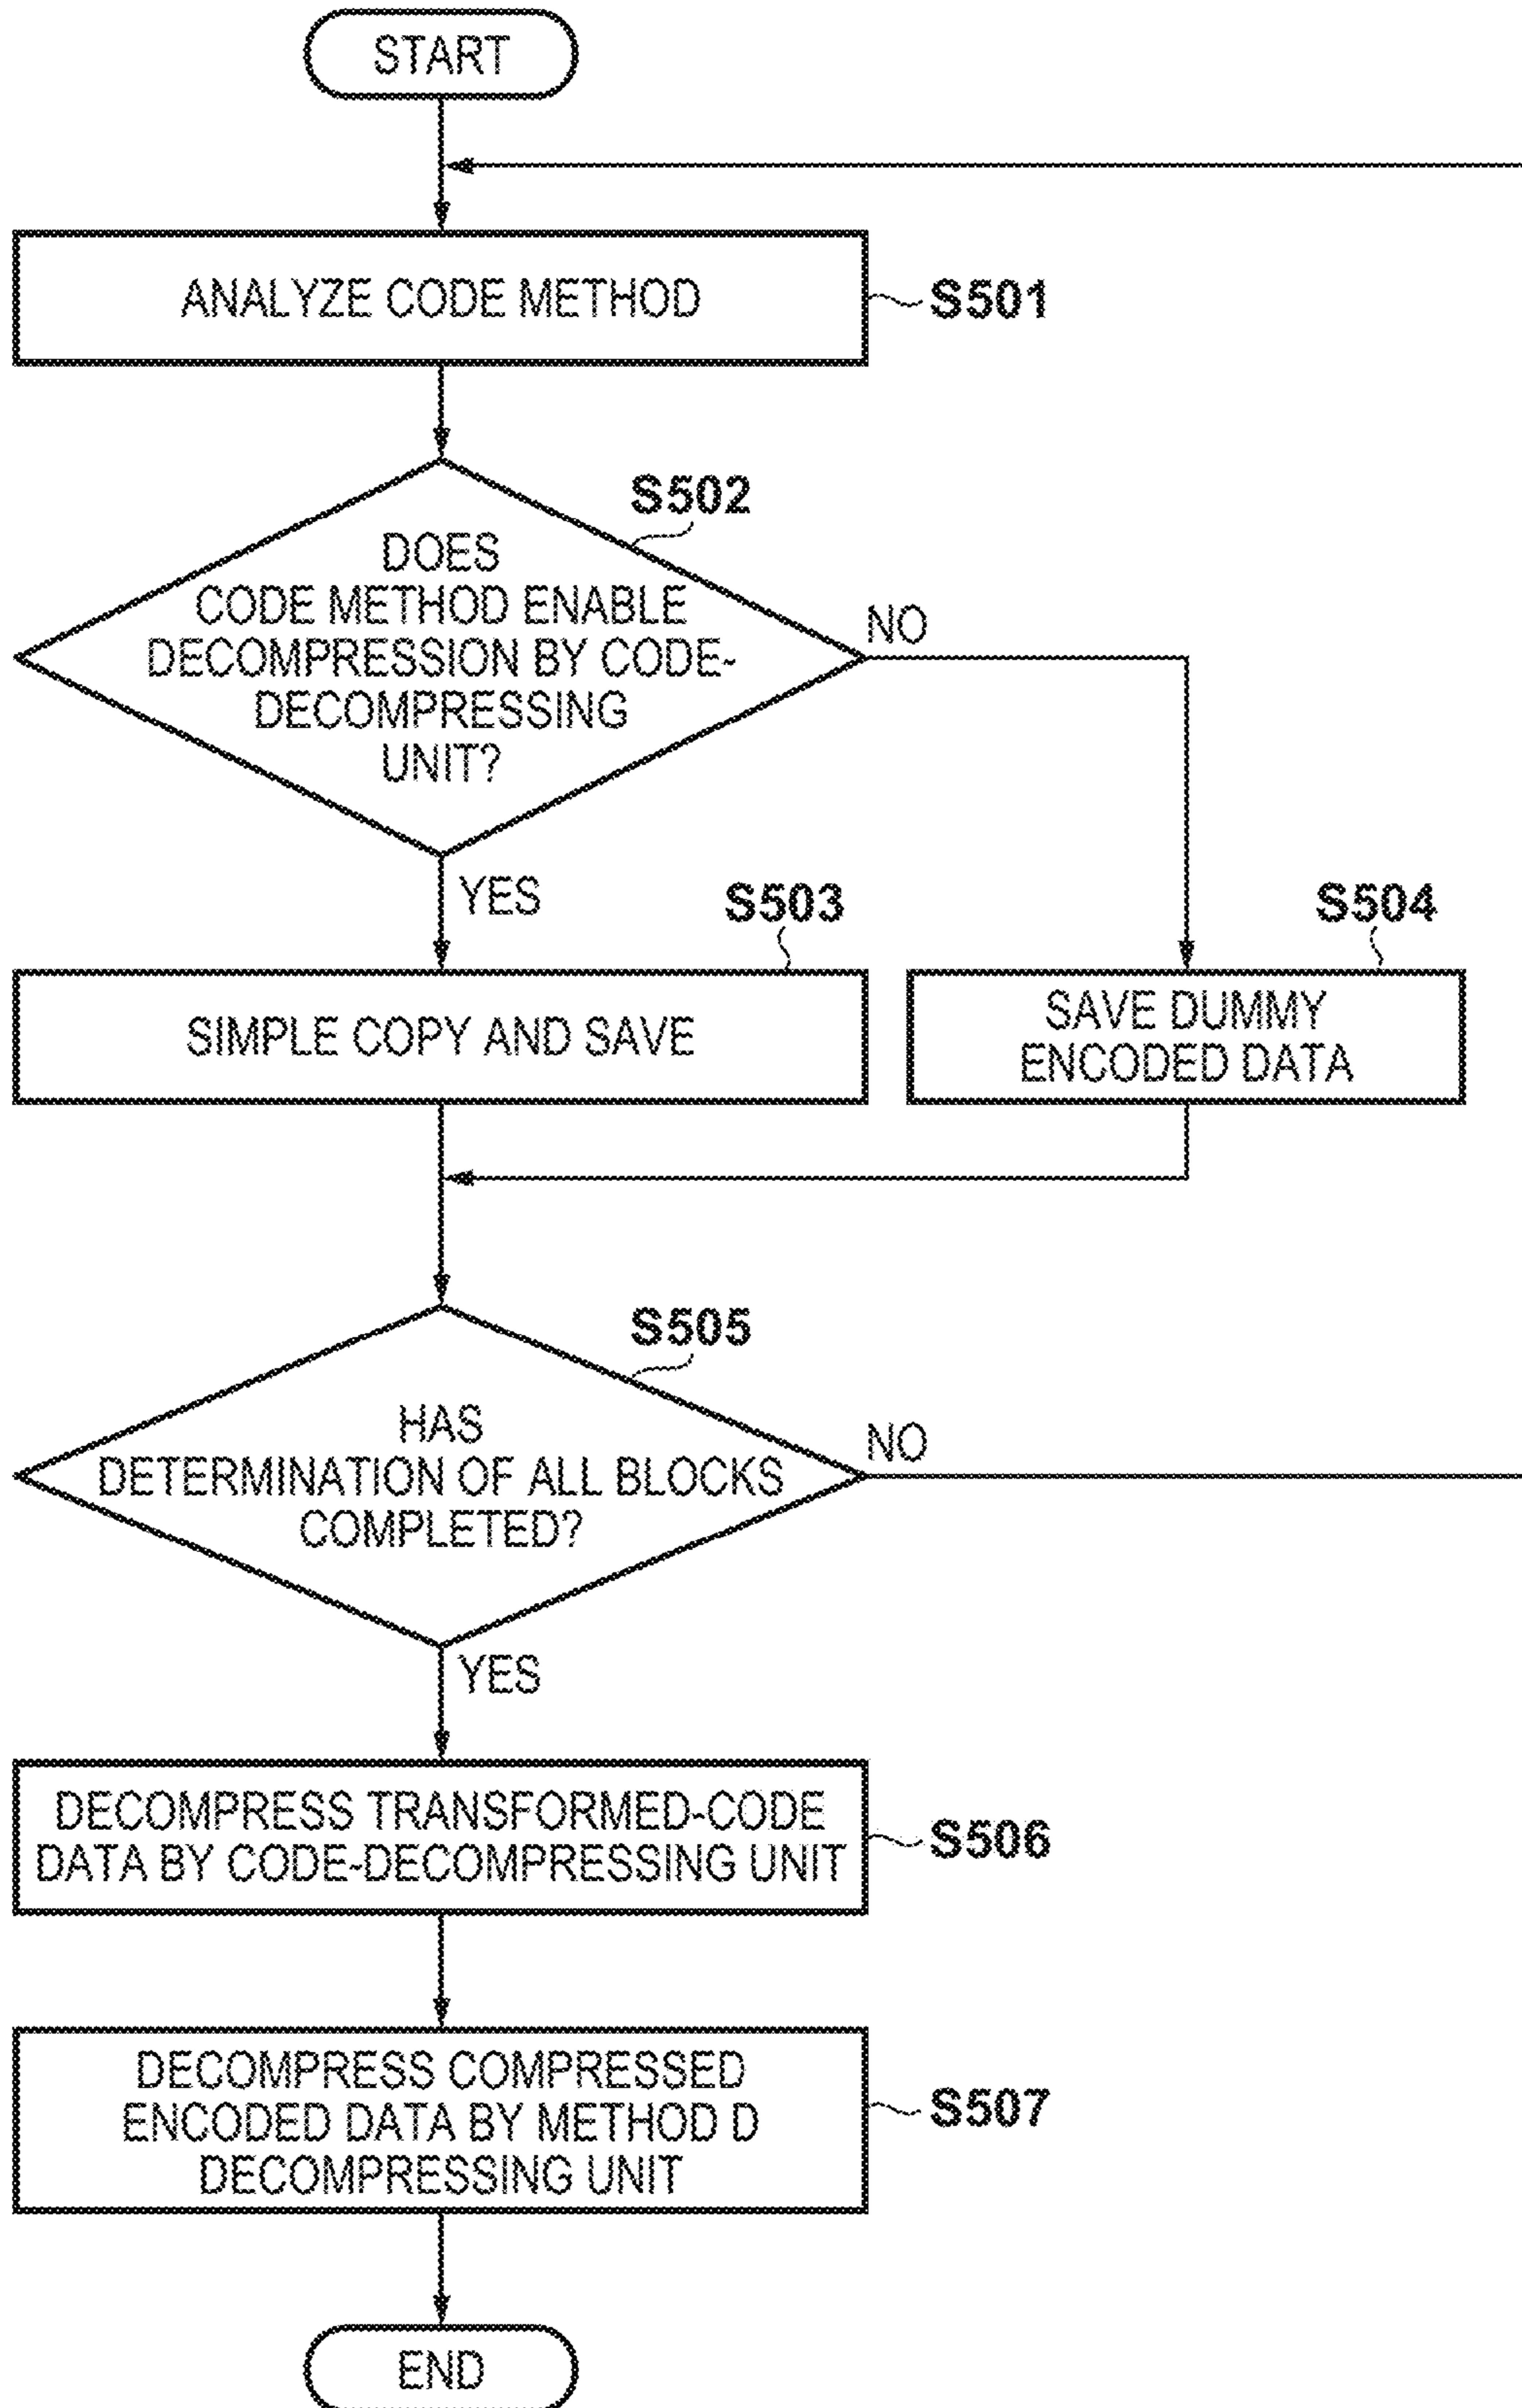 START
ANALYZE CODE METHOD
S501
S502
DOES
CODE METHOD ENABLE
DECOMPRESSION BY CODE-
DECOMPRESSING
UNIT?
NO
YES
S503
S504
SIMPLE COPY AND SAVE
SAVE DUMMY
ENCODED DATA
S505
HAS
DETERMINATION OF ALL BLOCKS
COMPLETED?
NO
YES
DECOMPRESS TRANSFORMED-CODE
DATA BY CODE-DECOMPRESSING UNIT
S506
DECOMPRESS COMPRESSED
ENCODED DATA BY METHOD D
DECOMPRESSING UNIT
S507
END